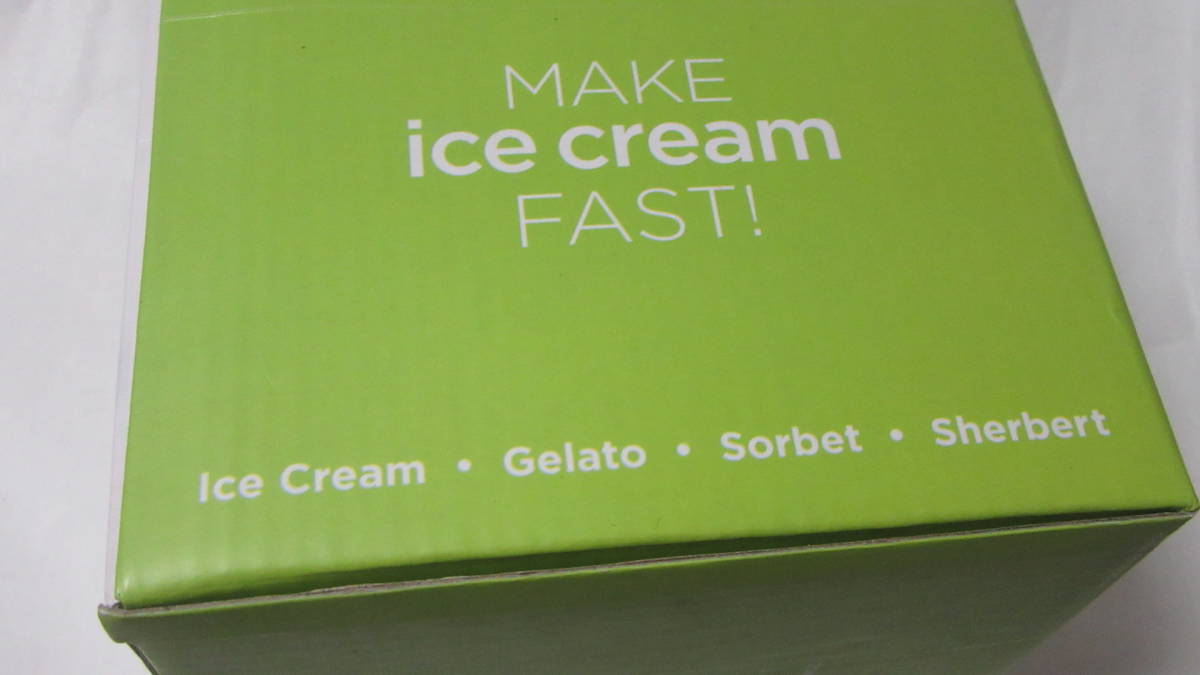 MAKE
ice cream
FAST!
Ice Cream • Gelato • Sorbet • Sherbert